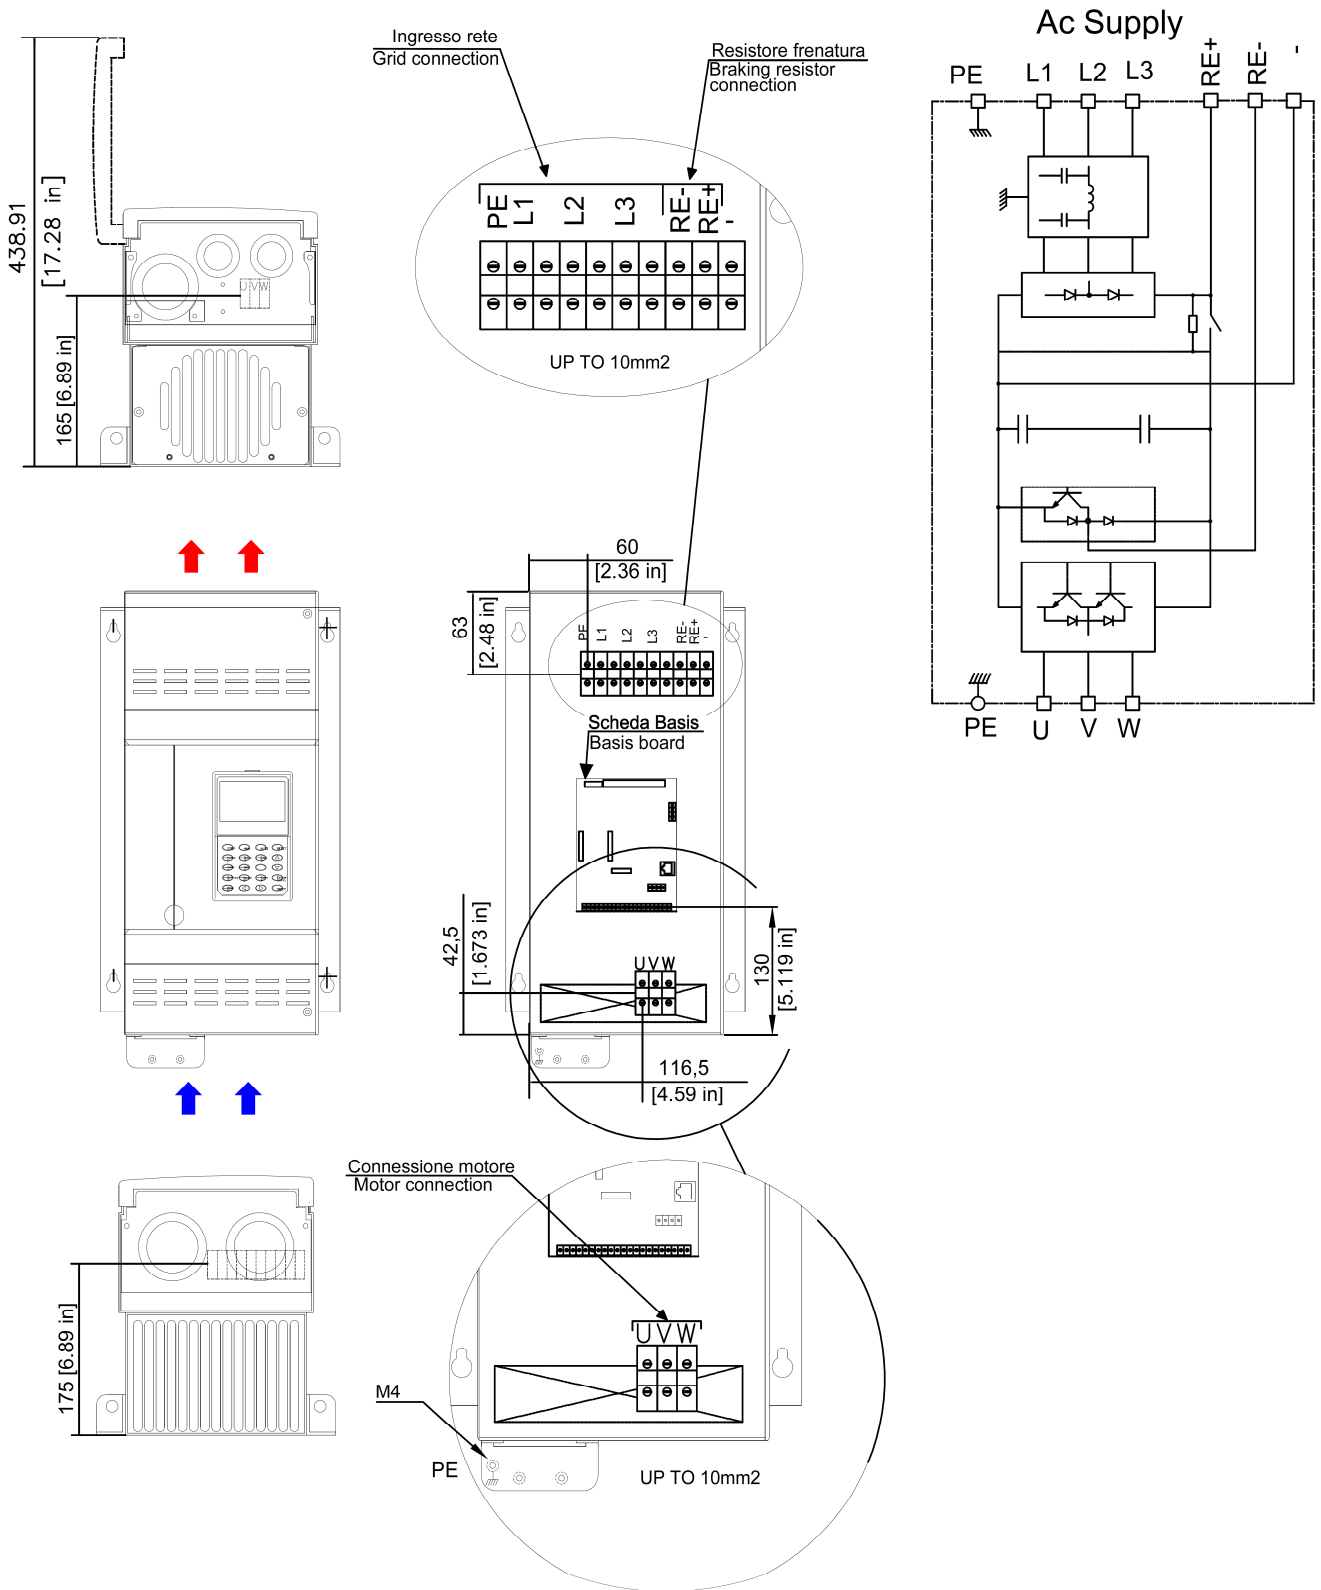 Ac Supply
PE
L1
L2
L3
RE+
RE-
-
Ingresso rete
Grid connection
Resistore frenatura
Braking resistor
connection
PE
L1
L2
L3
RE-
RE+
-
UP TO 10mm2
438.91
[17.28 in]
165 [6.89 in]
UVW
60
[2.36 in]
63
[2.48 in]
PE
L1
L2
L3
RE-
RE+
-
Scheda Basis
Basis board
42,5
[1.673 in]
UVW
130
[5.119 in]
116,5
[4.59 in]
PE
U
V
W
Connessione motore
Motor connection
UVW
M4
PE
UP TO 10mm2
175 [6.89 in]